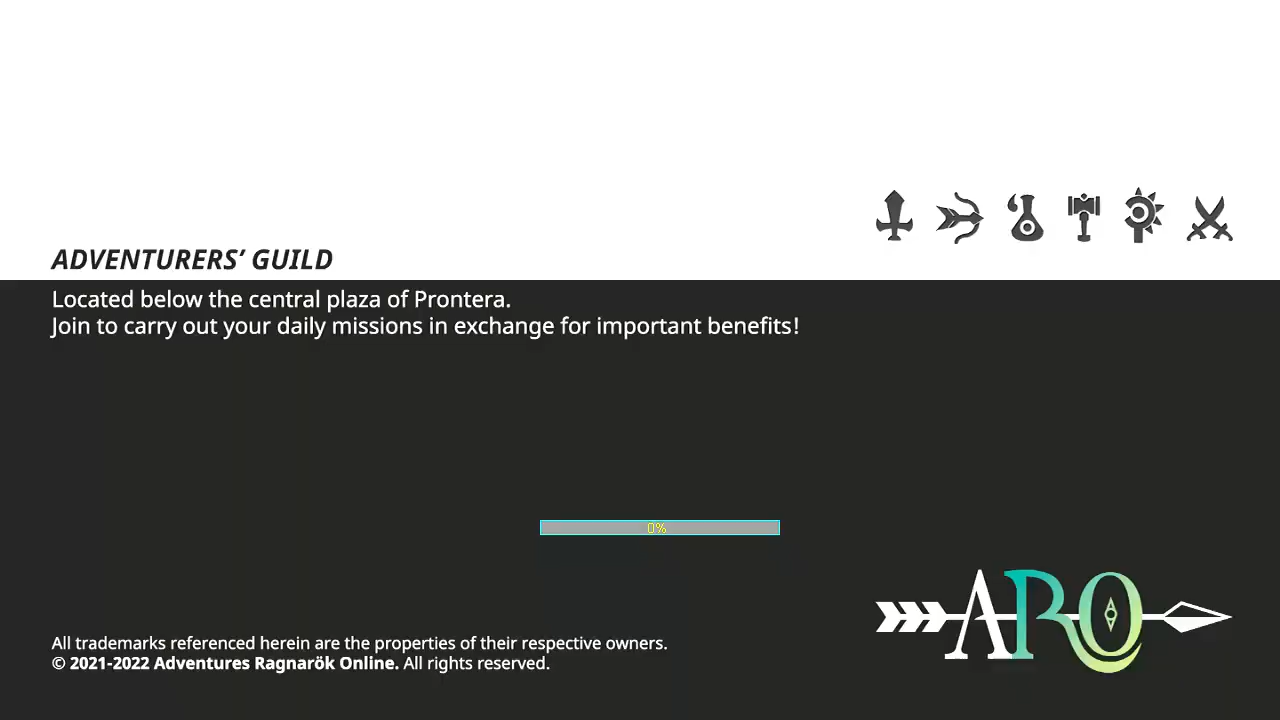 ADVENTURERS’ GUILD
Located below the central plaza of Prontera.
Join to carry out your daily missions in exchange for important benefits!
0%
ARO
All trademarks referenced herein are the properties of their respective owners.
© 2021-2022 Adventures Ragnarök Online. All rights reserved.